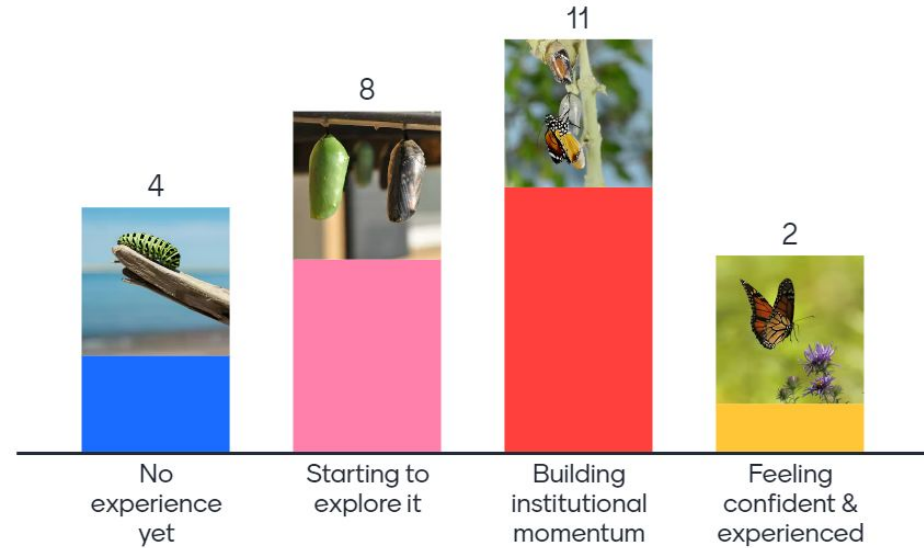 4
8
11
2
No
experience
yet
Starting to
explore it
Building
institutional
momentum
Feeling
confident &
experienced